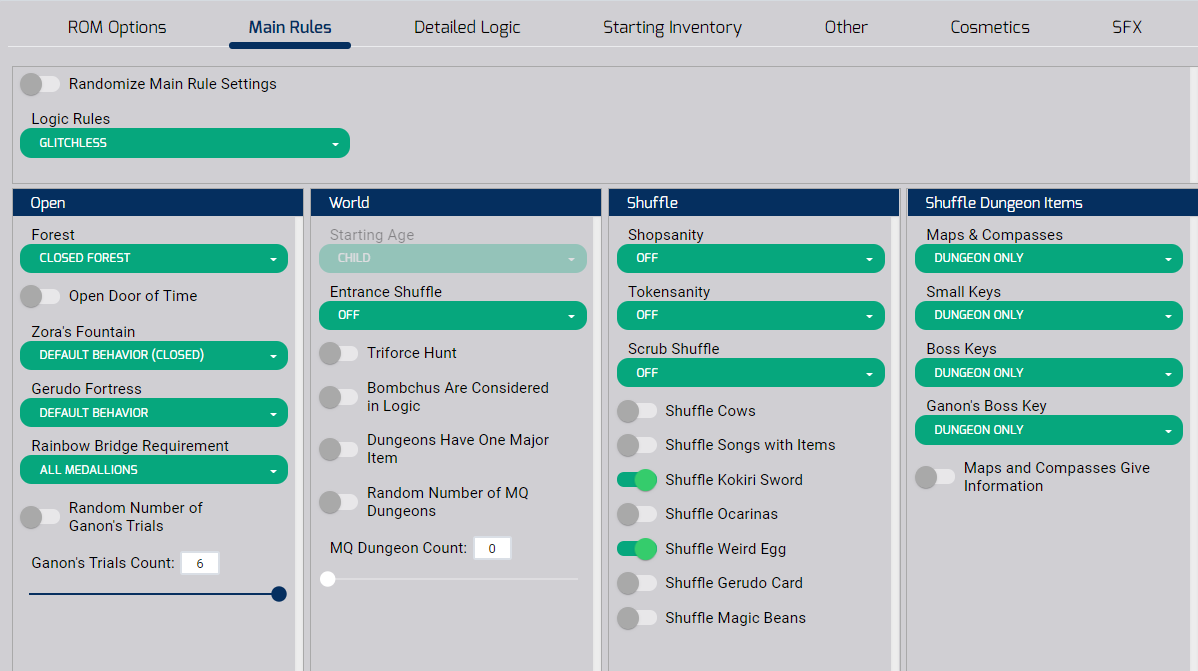 ROM Options
Main Rules
Detailed Logic
Starting Inventory
Other
Cosmetics
SFX
Randomize Main Rule Settings
Logic Rules
GLITCHLESS
Open
Forest
CLOSED FOREST
Open Door of Time
Zora's Fountain
DEFAULT BEHAVIOR (CLOSED)
Gerudo Fortress
DEFAULT BEHAVIOR
Rainbow Bridge Requirement
ALL MEDALLIONS
Random Number of
Ganon's Trials
Ganon's Trials Count: 6
World
Starting Age
CHILD
Entrance Shuffle
OFF
Triforce Hunt
Bombchus Are Considered
in Logic
Dungeons Have One Major
Item
Random Number of MQ
Dungeons
MQ Dungeon Count: 0
Shuffle
Shopsanity
OFF
Tokensanity
OFF
Scrub Shuffle
OFF
Shuffle Cows
Shuffle Songs with Items
Shuffle Kokiri Sword
Shuffle Ocarinas
Shuffle Weird Egg
Shuffle Gerudo Card
Shuffle Magic Beans
Shuffle Dungeon Items
Maps & Compasses
DUNGEON ONLY
Small Keys
DUNGEON ONLY
Boss Keys
DUNGEON ONLY
Ganon's Boss Key
DUNGEON ONLY
Maps and Compasses Give
Information